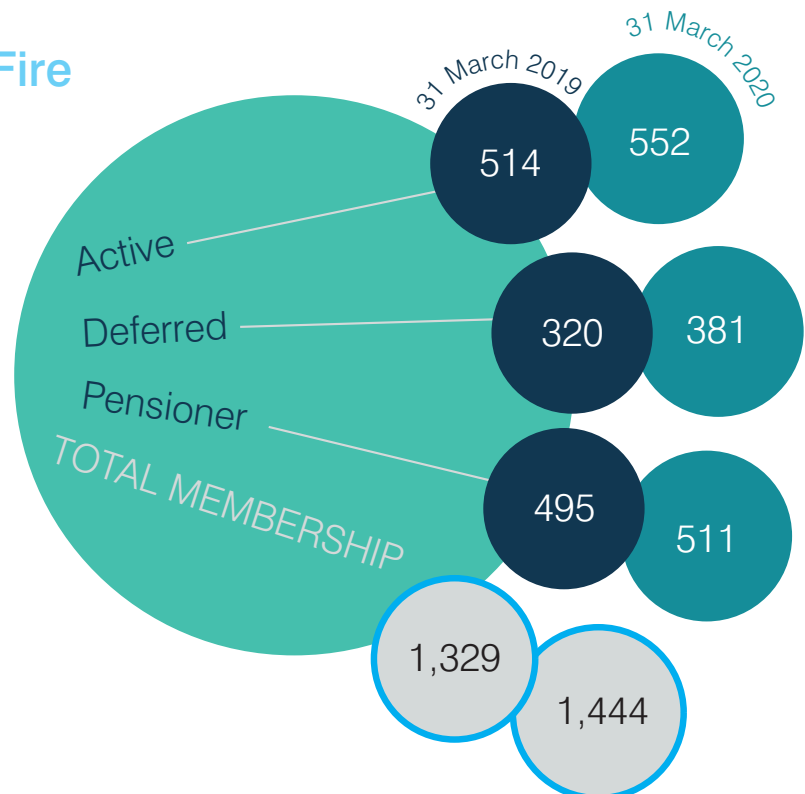 Fire
31 March 2019
31 March 2020
Active
514
552
Deferred
320
381
Pensioner
495
511
TOTAL MEMBERSHIP
1,329
1,444